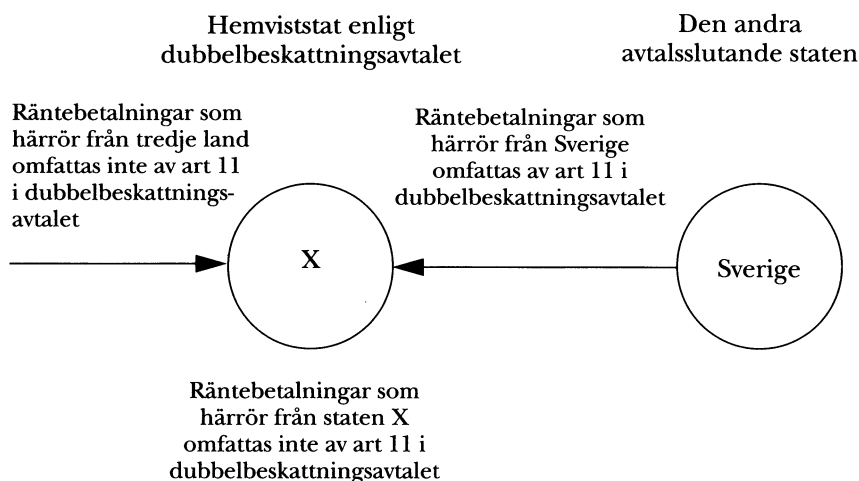 Hemviststat enligt
dubbelbeskattningsavtalet
Den andra
avtalsslutande staten
Räntebetalningar som
härrör från tredje land
omfattas inte av art 11
i dubbelbeskattnings-
avtalet
Räntebetalningar som
härrör från Sverige
omfattas av art 11 i
dubbelbeskattningsavtalet
X
Sverige
Räntebetalningar som
härrör från staten X
omfattas inte av art 11 i
dubbelbeskattningsavtalet